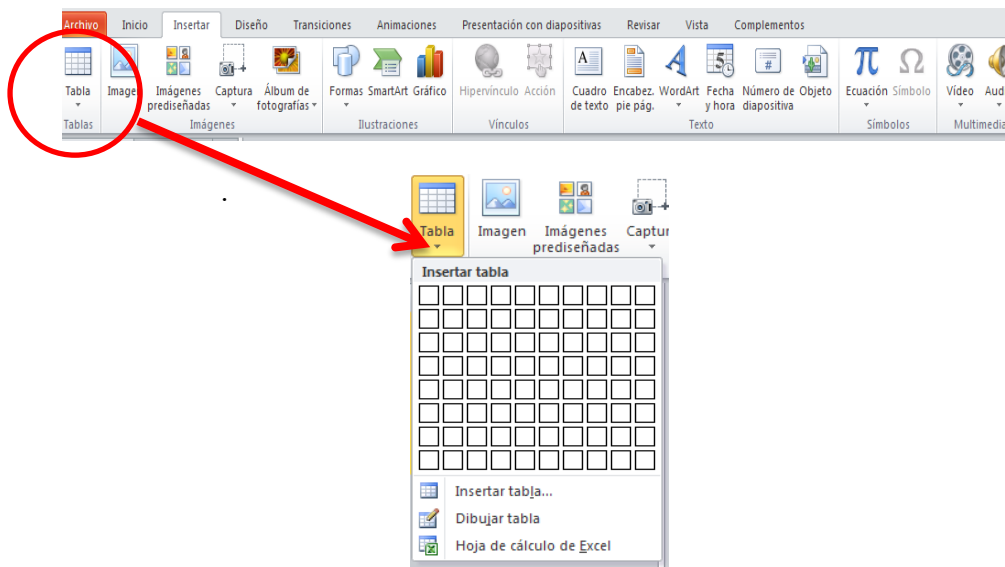 Archivo Inicio Insertar Diseño Transiciones Animaciones Presentación con diapositivas Revisar Vista Complementos
Tabla Imagen Imágenes prediseñadas Captura Álbum de fotografías Formas SmartArt Gráfico Hipervínculo Acción Cuadro de texto Encabez. pie pág. WordArt Fecha y hora Número de diapositiva Objeto Ecuación Símbolo Vídeo Aud
Tablas Imágenes Ilustraciones Vínculos Texto Símbolos Multimedia
.
Tabla Imagen Imágenes prediseñadas Captur
Insertar tabla
Insertar tabla...
Dibujar tabla
Hoja de cálculo de Excel